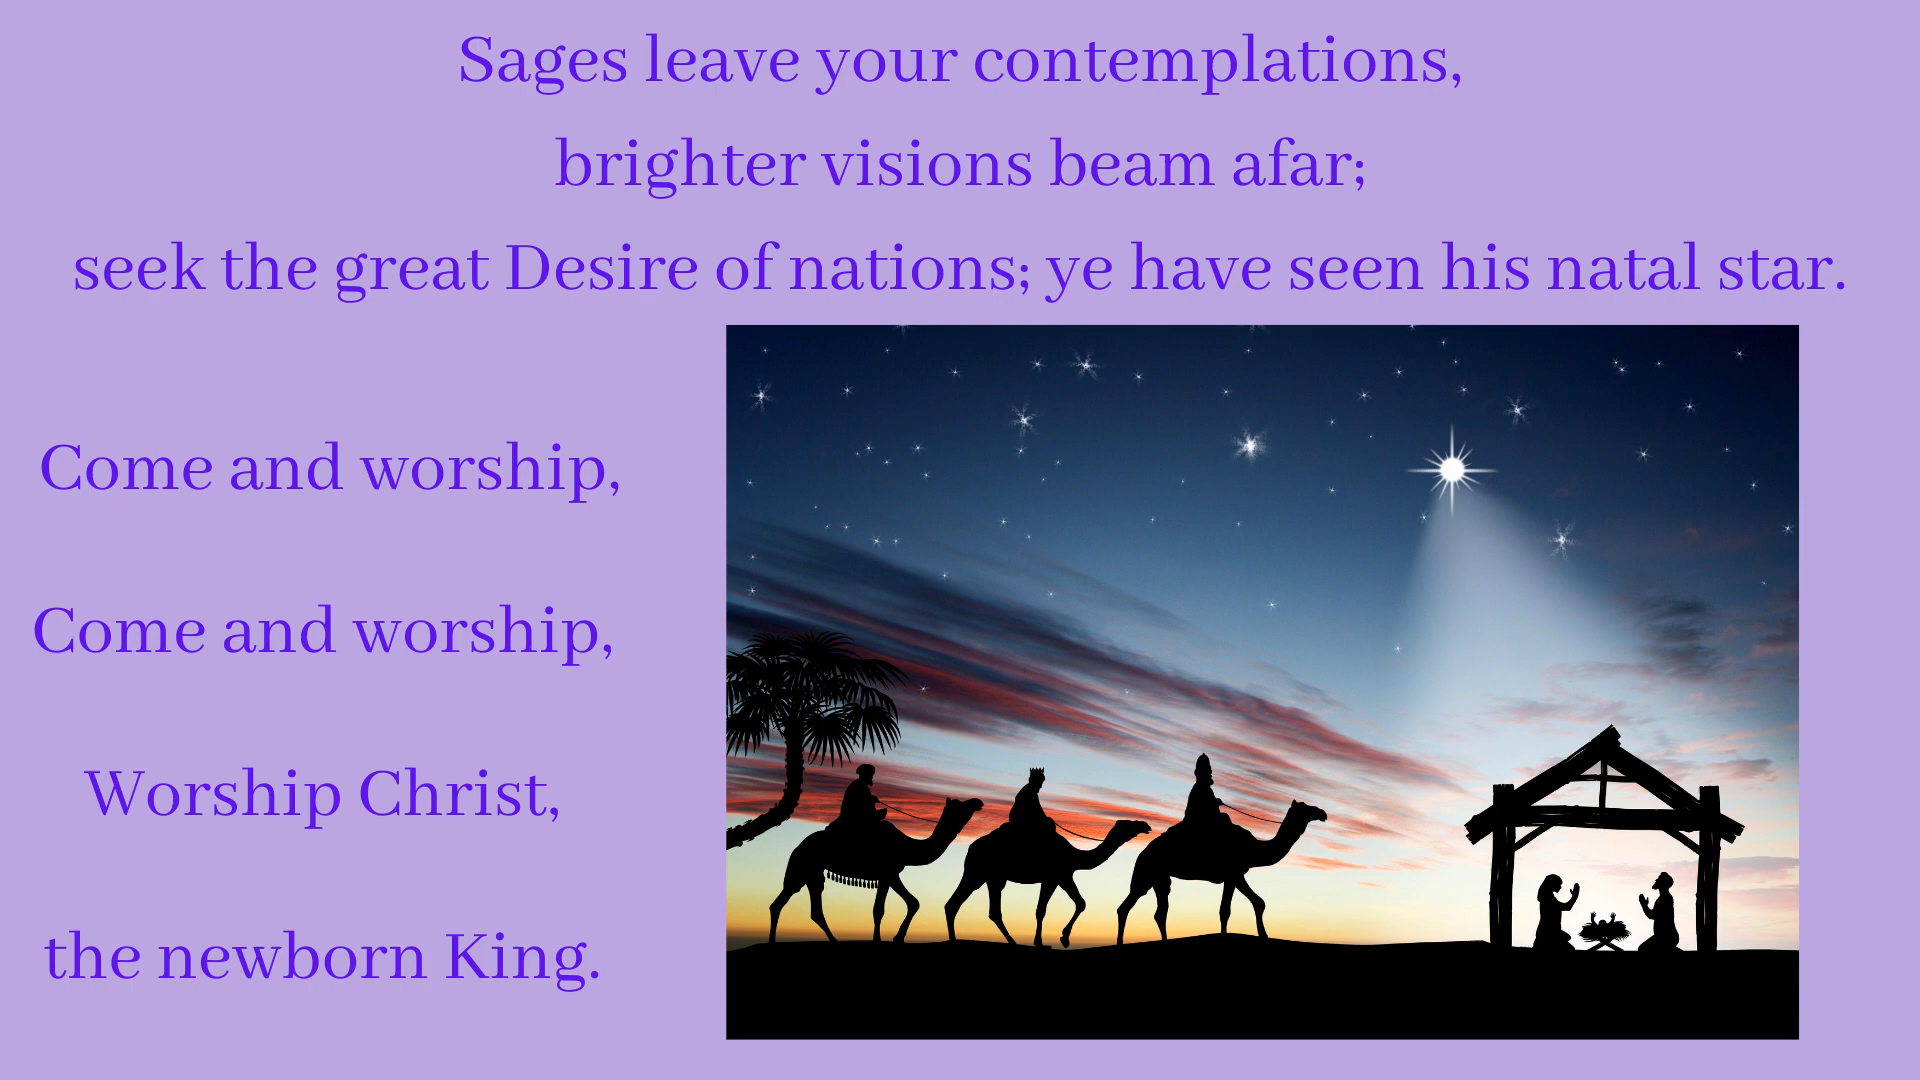 Sages leave your contemplations,
brighter visions beam afar;
seek the great Desire of nations; ye have seen his natal star.
Come and worship,
Come and worship,
Worship Christ,
the newborn King.